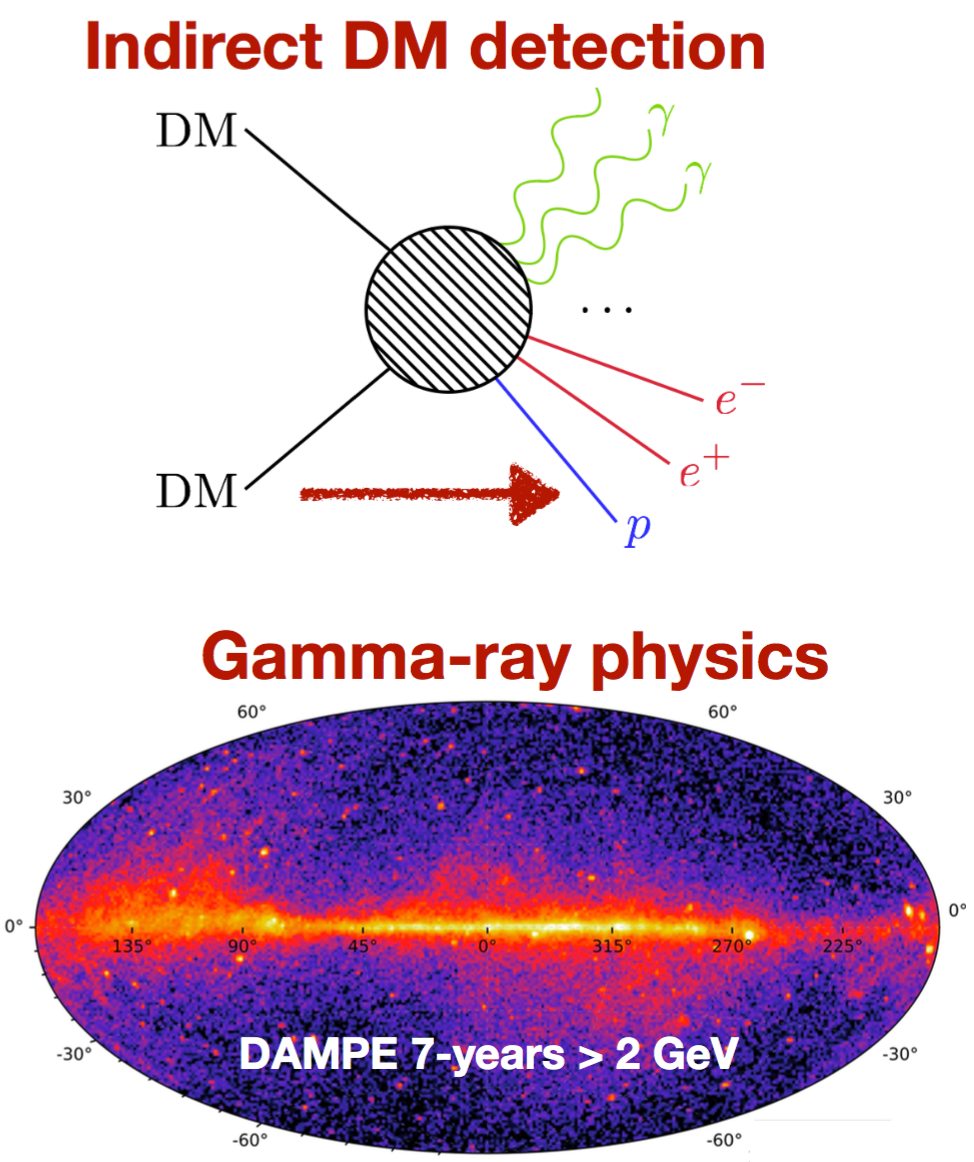 Indirect DM detection
DM
γ
γ
...
e⁻
e⁺
DM
p
Gamma-ray physics
60° 60°
30° 30°
0° 0°
135° 90° 45° 0° 315° 270° 225°
-30° -30°
DAMPE 7-years > 2 GeV
-60° -60°